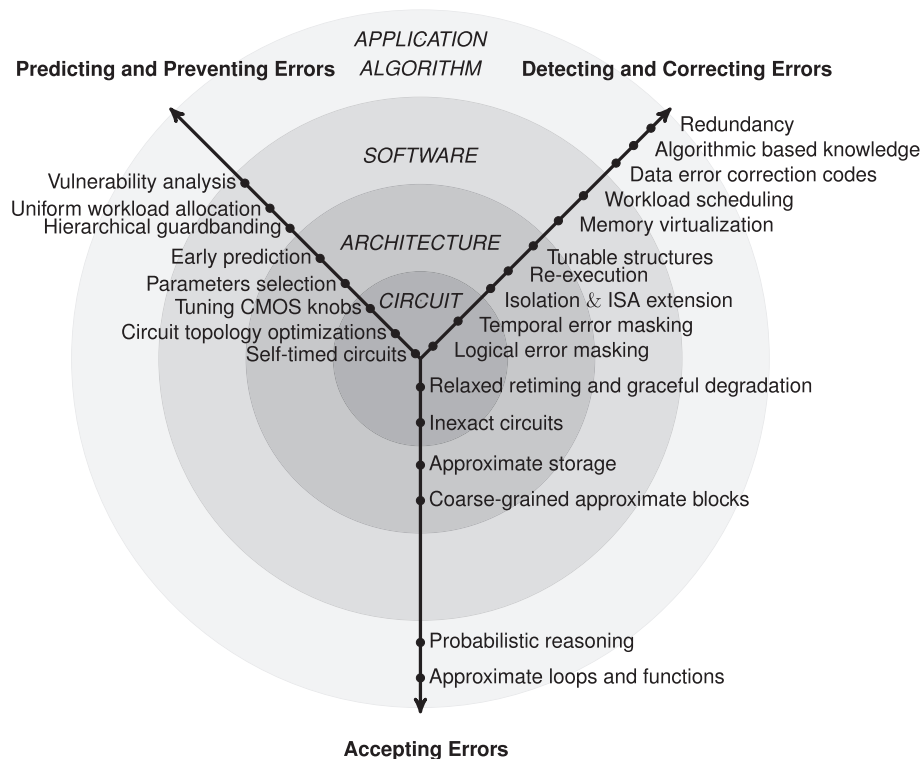 APPLICATION
ALGORITHM
Predicting and Preventing Errors
Detecting and Correcting Errors
SOFTWARE
ARCHITECTURE
CIRCUIT
Vulnerability analysis
Uniform workload allocation
Hierarchical guardbanding
Early prediction
Parameters selection
Tuning CMOS knobs
Circuit topology optimizations
Self-timed circuits
Redundancy
Algorithmic based knowledge
Data error correction codes
Workload scheduling
Memory virtualization
Tunable structures
Re-execution
Isolation & ISA extension
Temporal error masking
Logical error masking
Relaxed retiming and graceful degradation
Inexact circuits
Approximate storage
Coarse-grained approximate blocks
Probabilistic reasoning
Approximate loops and functions
Accepting Errors